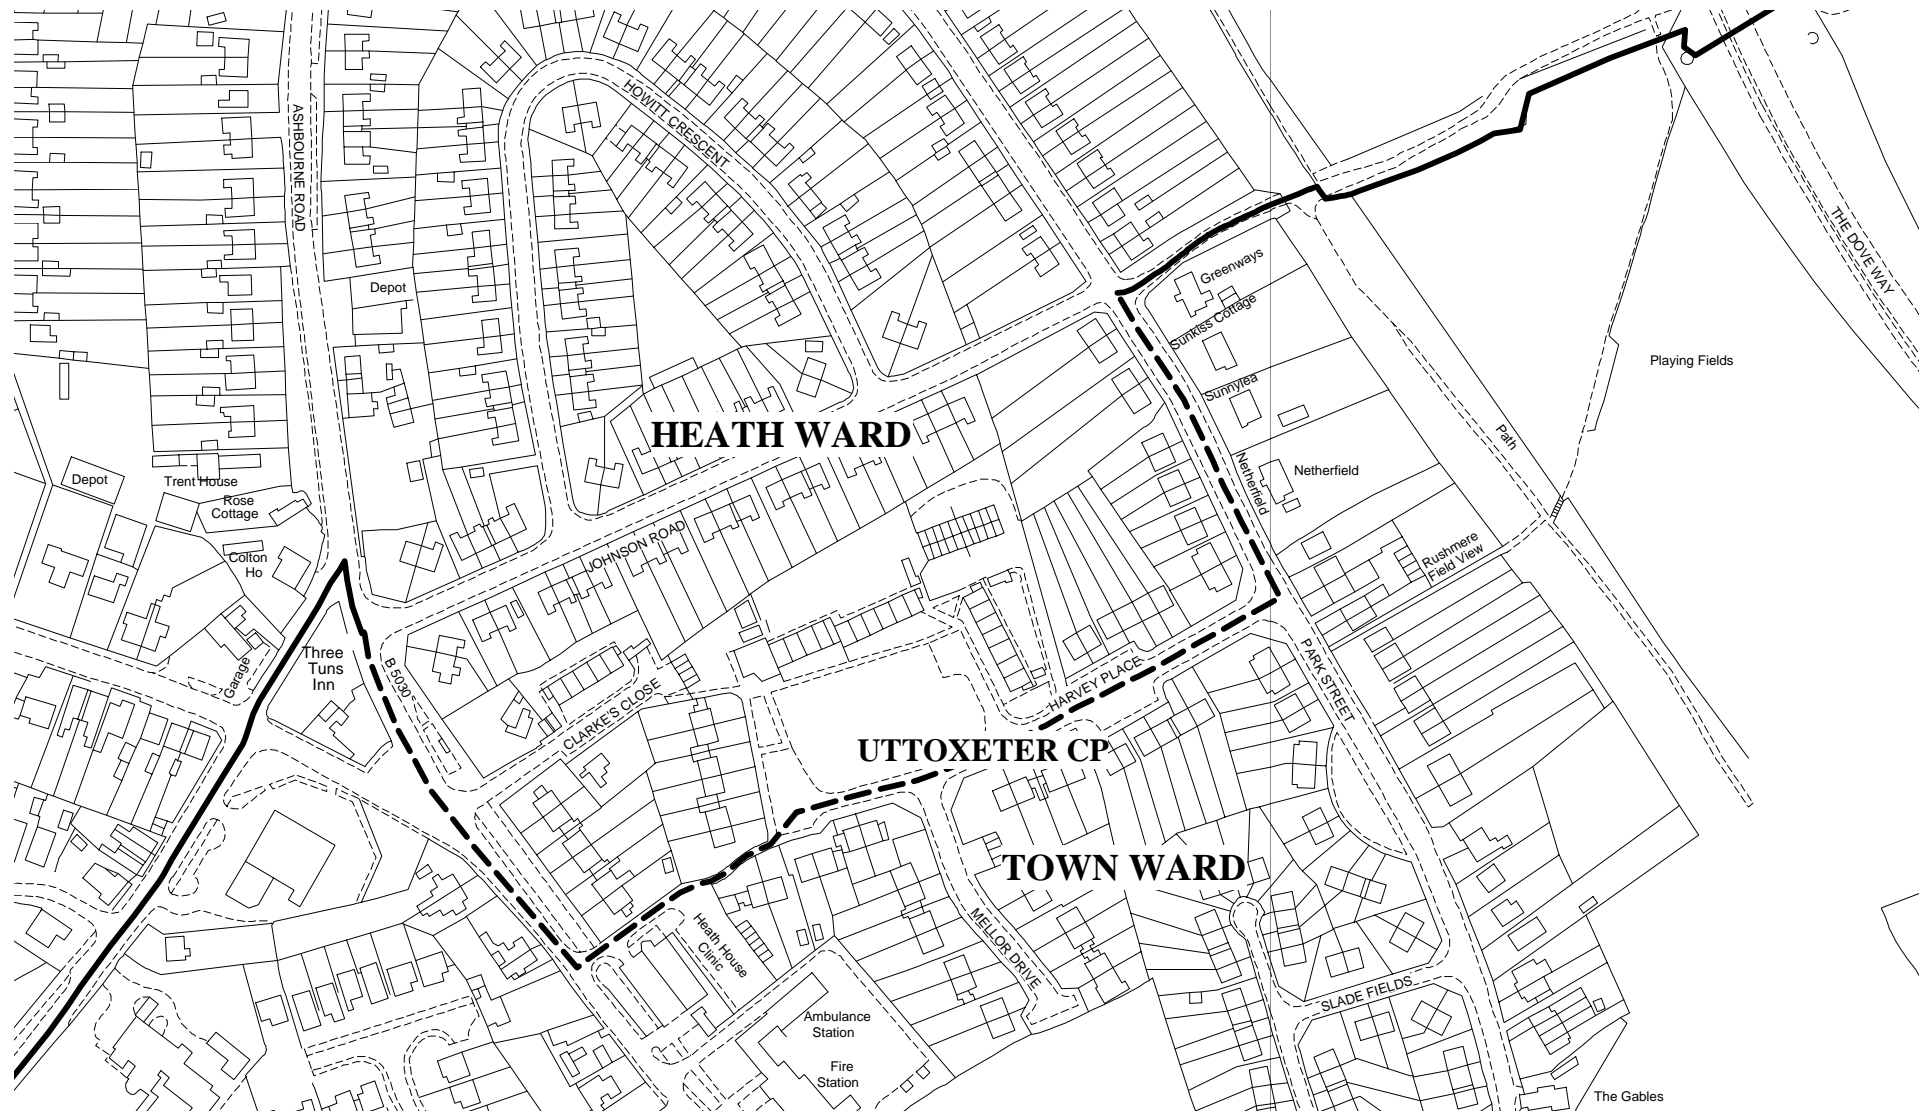 HOWITT CRESCENT
ASHBOURNE ROAD
THE DOVE WAY
Greenways
Depot
Sunkiss Cottage
Playing Fields
Sunnylea
HEATH WARD
Path
Netherfield
Netherfield
Depot
Trent House
Rose
Cottage
JOHNSON ROAD
Colton
Ho
Rushmere
Field View
Three
Tuns
Inn
Garage
B 5030
PARK STREET
HARVEY PLACE
CLARKE'S CLOSE
UTTOXETER CP
TOWN WARD
Heath House
Clinic
MELLOR DRIVE
SLADE FIELDS
Ambulance
Station
Fire
Station
The Gables